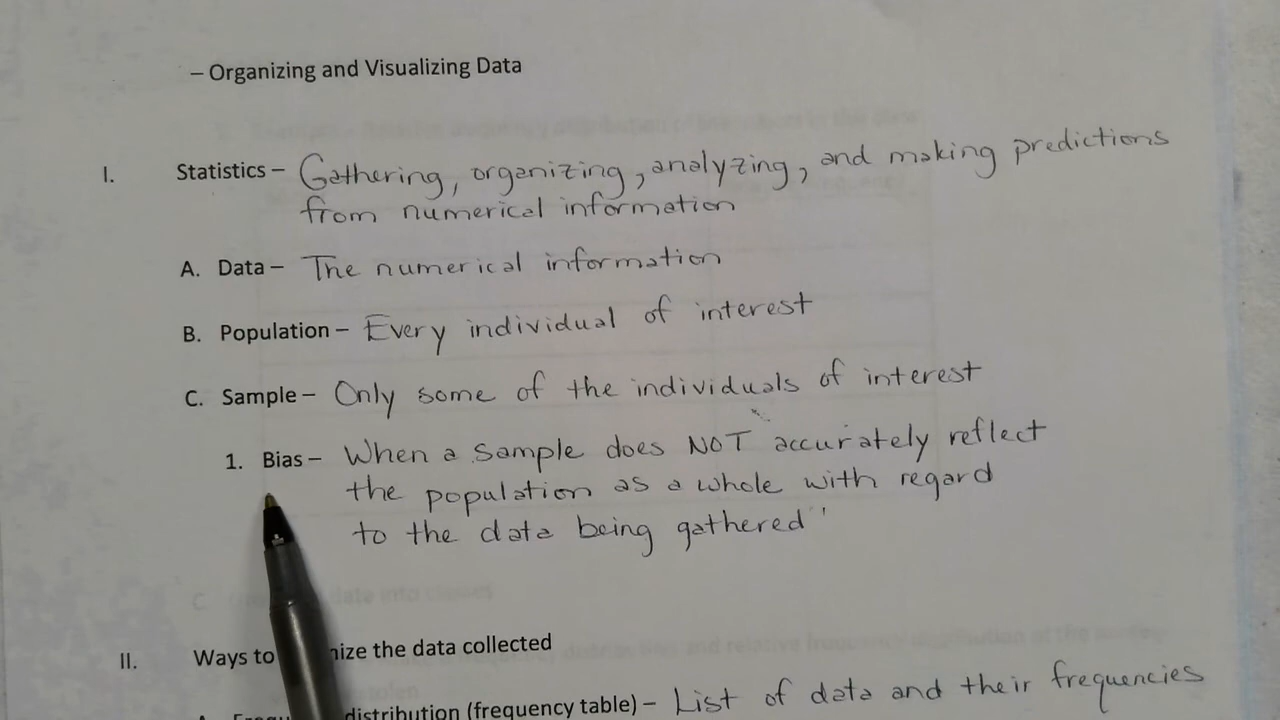 – Organizing and Visualizing Data
I. Statistics – Gathering, organizing, analyzing, and making predictions
from numerical information
A. Data – The numerical information
B. Population – Every individual of interest
C. Sample – Only some of the individuals of interest
1. Bias – When a sample does NOT accurately reflect
the population as a whole with regard
to the data being gathered
II. Ways to nize the data collected
distribution (frequency table) – List of data and their frequencies